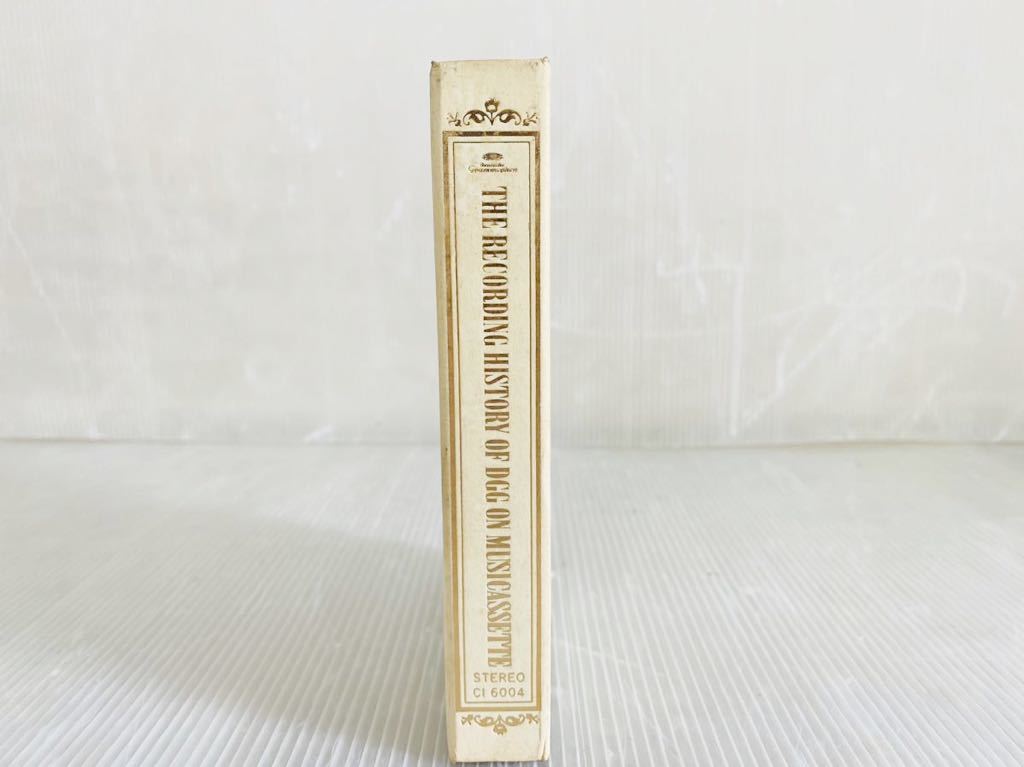 Deutsche
Grammophon
THE RECORDING HISTORY OF DGG ON MUSICASSETTE
STEREO
CI 6004